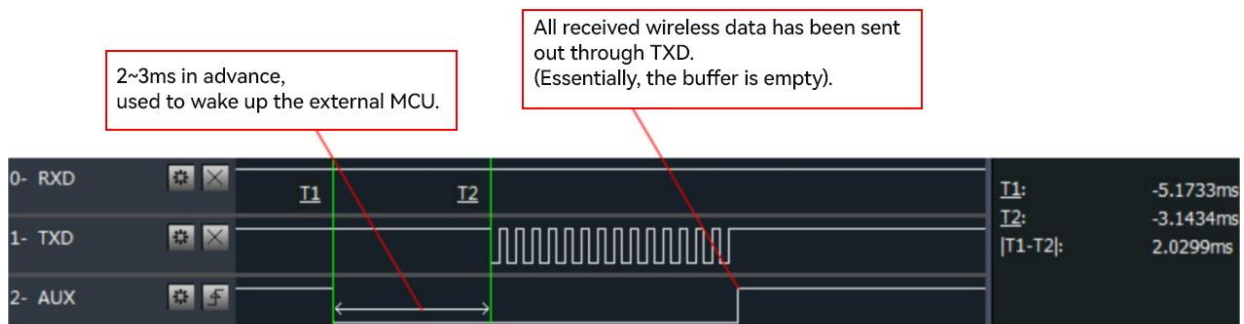 All received wireless data has been sent
out through TXD.
(Essentially, the buffer is empty).
2~3ms in advance,
used to wake up the external MCU.
0- RXD
T1
T2
T1: -5.1733ms
T2: -3.1434ms
|T1-T2|: 2.0299ms
1- TXD
2- AUX